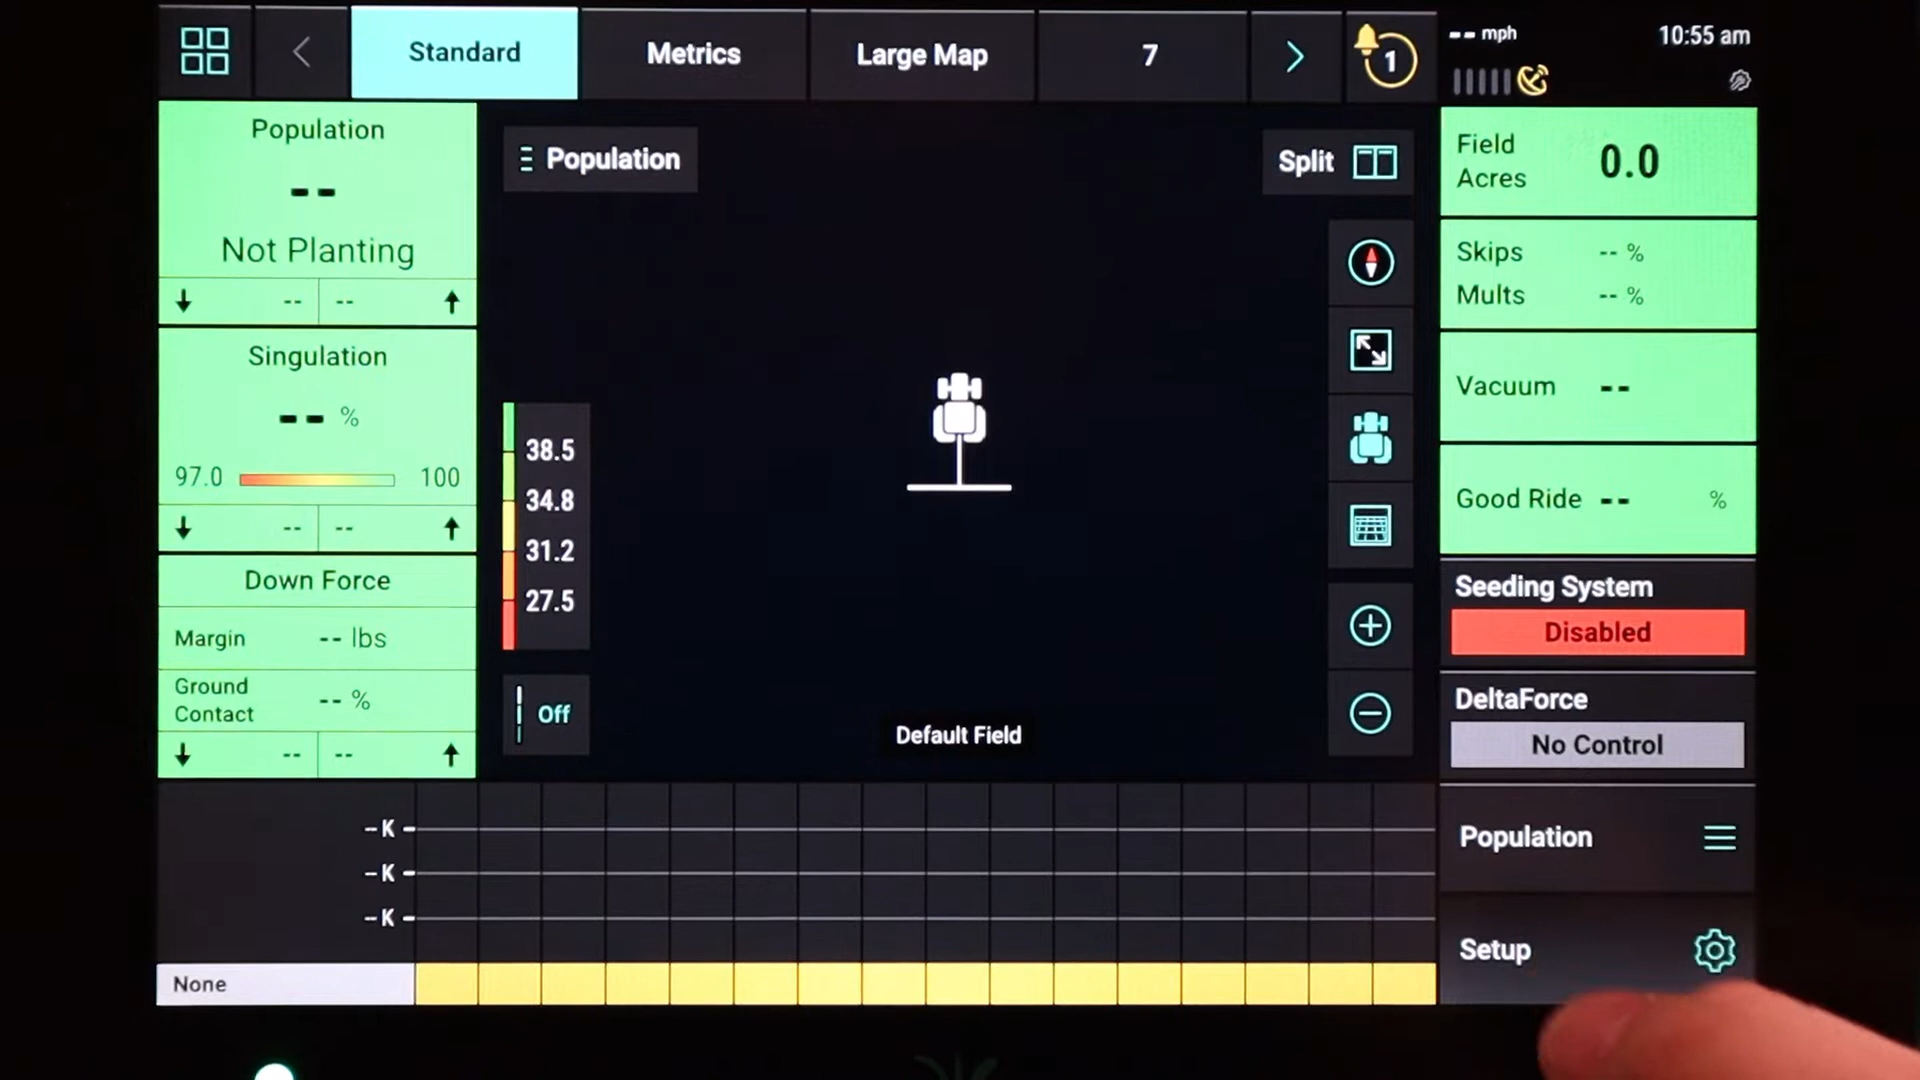 Standard
Metrics
Large Map
7
1
-- mph
10:55 am
Population
--
Not Planting
-- --
Singulation
-- %
97.0 100
-- --
Down Force
Margin -- lbs
Ground
Contact -- %
-- --
Population
Split
38.5
34.8
31.2
27.5
Off
Default Field
Field
Acres 0.0
Skips -- %
Mults -- %
Vacuum --
Good Ride -- %
Seeding System
Disabled
DeltaForce
No Control
Population
Setup
--K
--K
--K
None